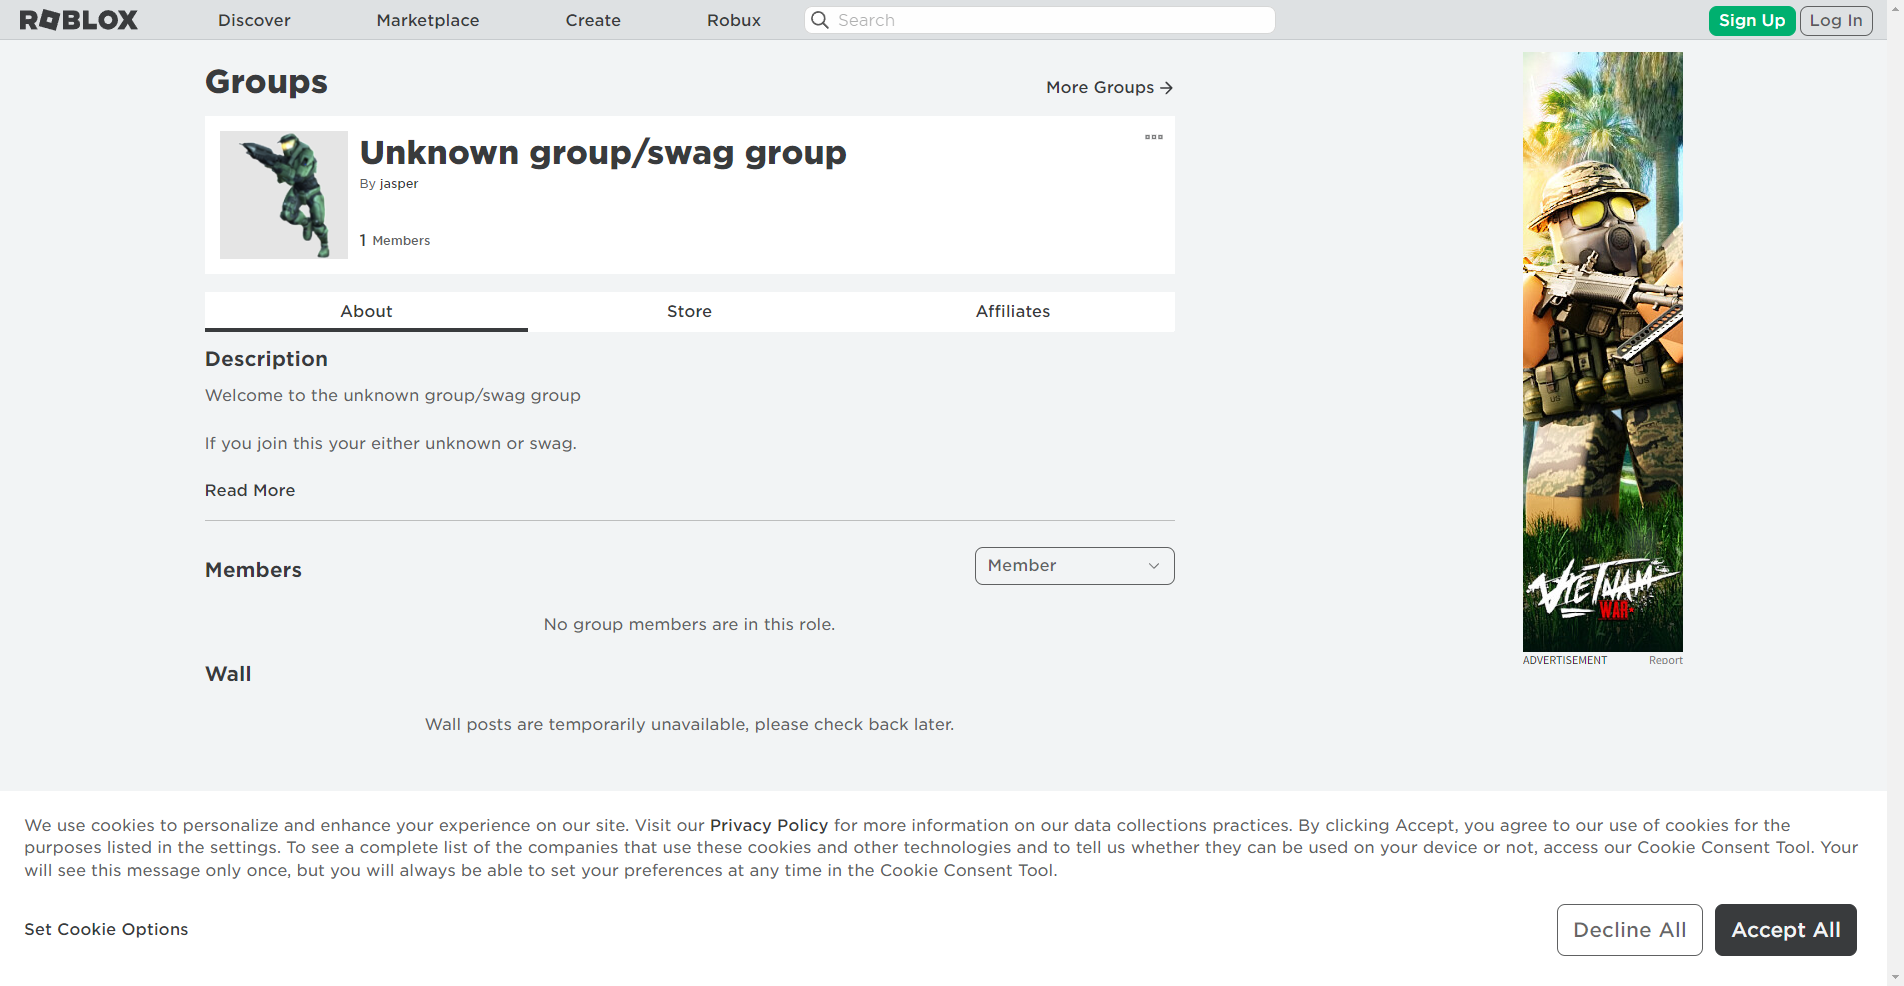 ROBLOX
Discover
Marketplace
Create
Robux
Search
Sign Up
Log In
Groups
More Groups
Unknown group/swag group
By jasper
1 Members
About
Store
Affiliates
Description
Welcome to the unknown group/swag group
If you join this your either unknown or swag.
Read More
Members
Member
No group members are in this role.
Wall
Wall posts are temporarily unavailable, please check back later.
US
US
VIETNAM
WAR
ADVERTISEMENT
Report
We use cookies to personalize and enhance your experience on our site. Visit our Privacy Policy for more information on our data collections practices. By clicking Accept, you agree to our use of cookies for the
purposes listed in the settings. To see a complete list of the companies that use these cookies and other technologies and to tell us whether they can be used on your device or not, access our Cookie Consent Tool. Your
will see this message only once, but you will always be able to set your preferences at any time in the Cookie Consent Tool.
Set Cookie Options
Decline All
Accept All